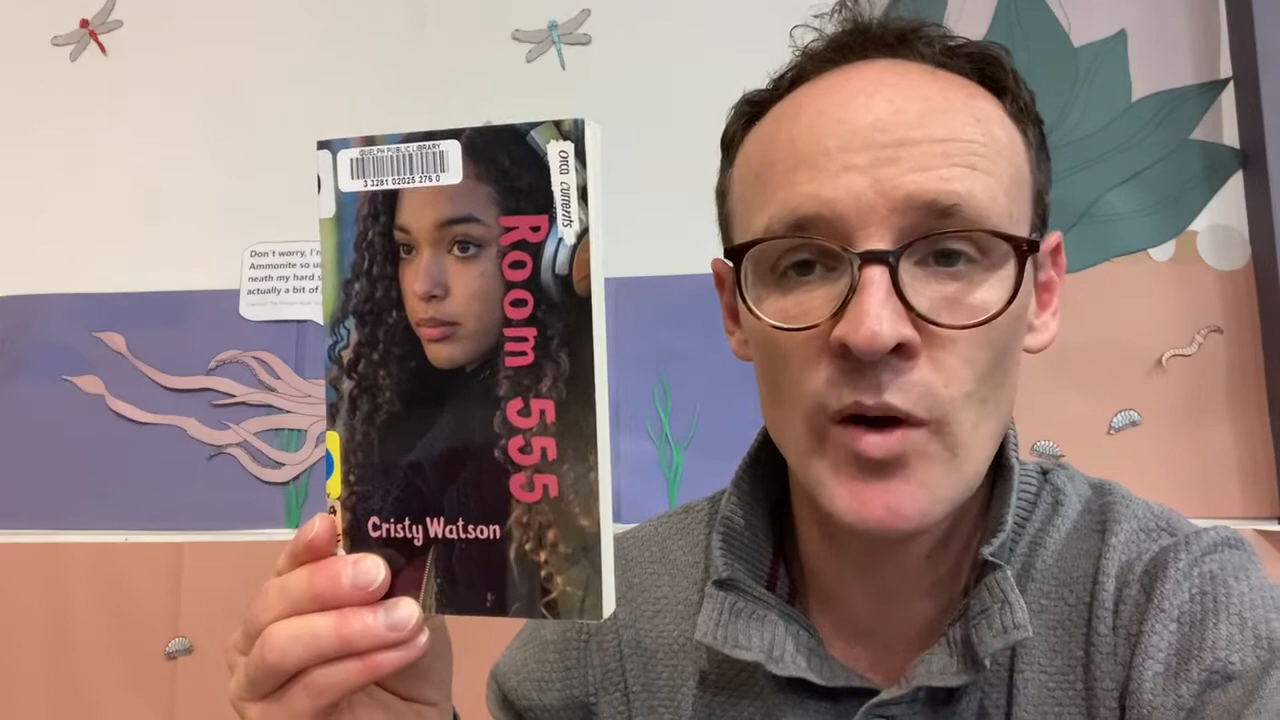 GUELPH PUBLIC LIBRARY
3 3281 02025 276 0
orca currents
Room 555
Cristy Watson
Don't worry, I'm
Ammonite so u
neath my hard s
actually a bit of